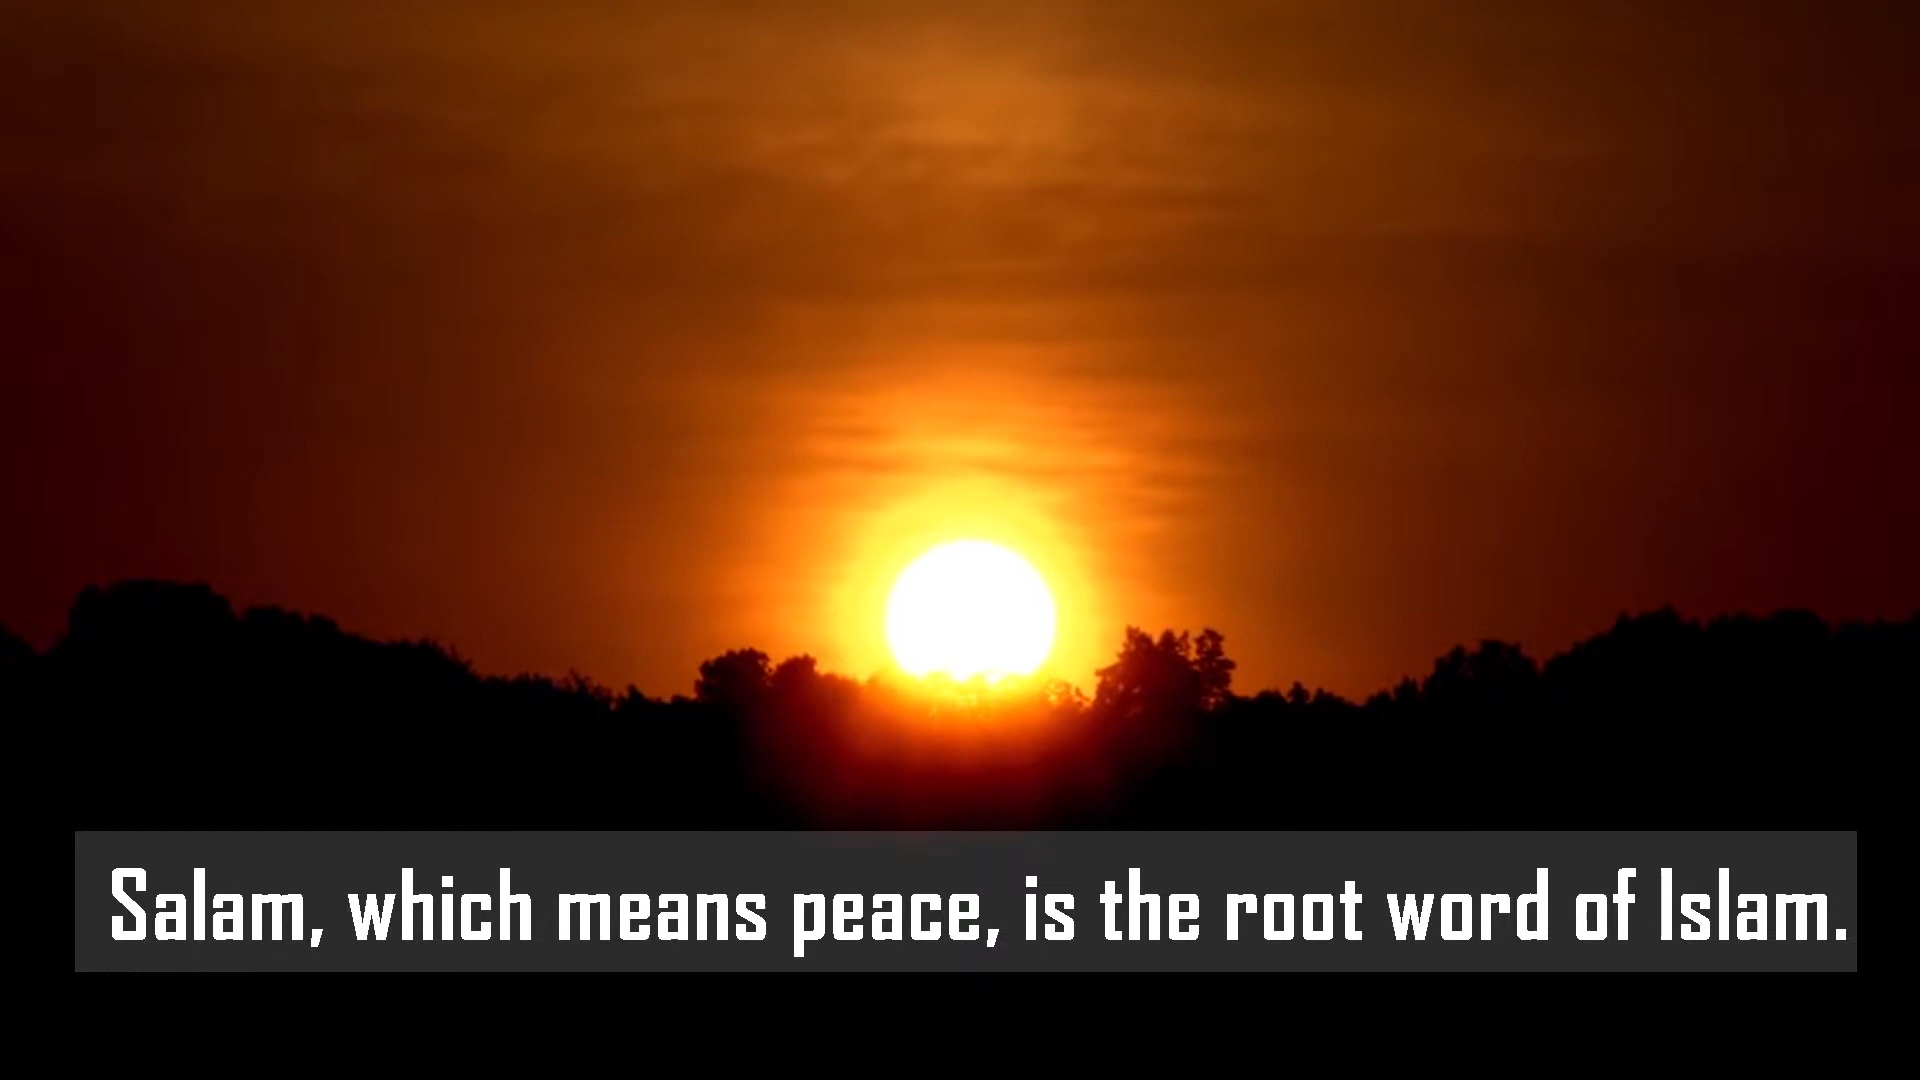 Salam, which means peace, is the root word of Islam.